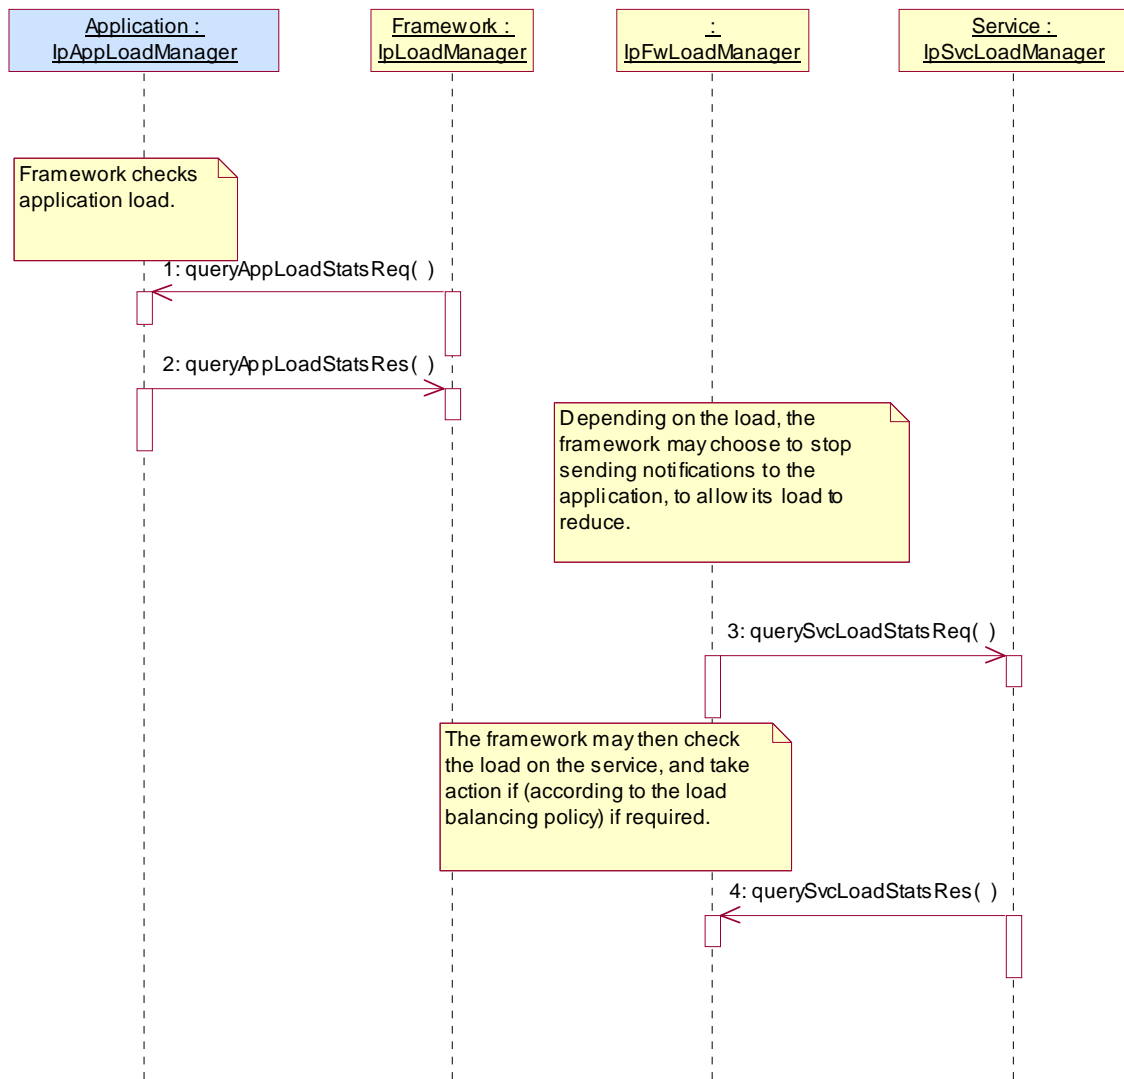 Application :
IpAppLoadManager
Framework :
IpLoadManager
:
IpFwLoadManager
Service :
IpSvcLoadManager
Framework checks
application load.
1: queryAppLoadStatsReq( )
2: queryAppLoadStatsRes( )
Depending on the load, the
framework may choose to stop
sending notifications to the
application, to allow its load to
reduce.
3: querySvcLoadStatsReq( )
The framework may then check
the load on the service, and take
action if (according to the load
balancing policy) if required.
4: querySvcLoadStatsRes( )